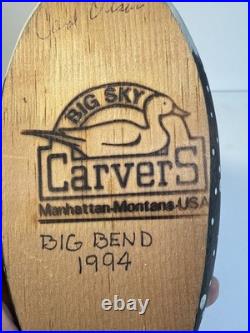 BIG SKY
CarverS
Manhattan-Montana-USA
BIG BEND
1994